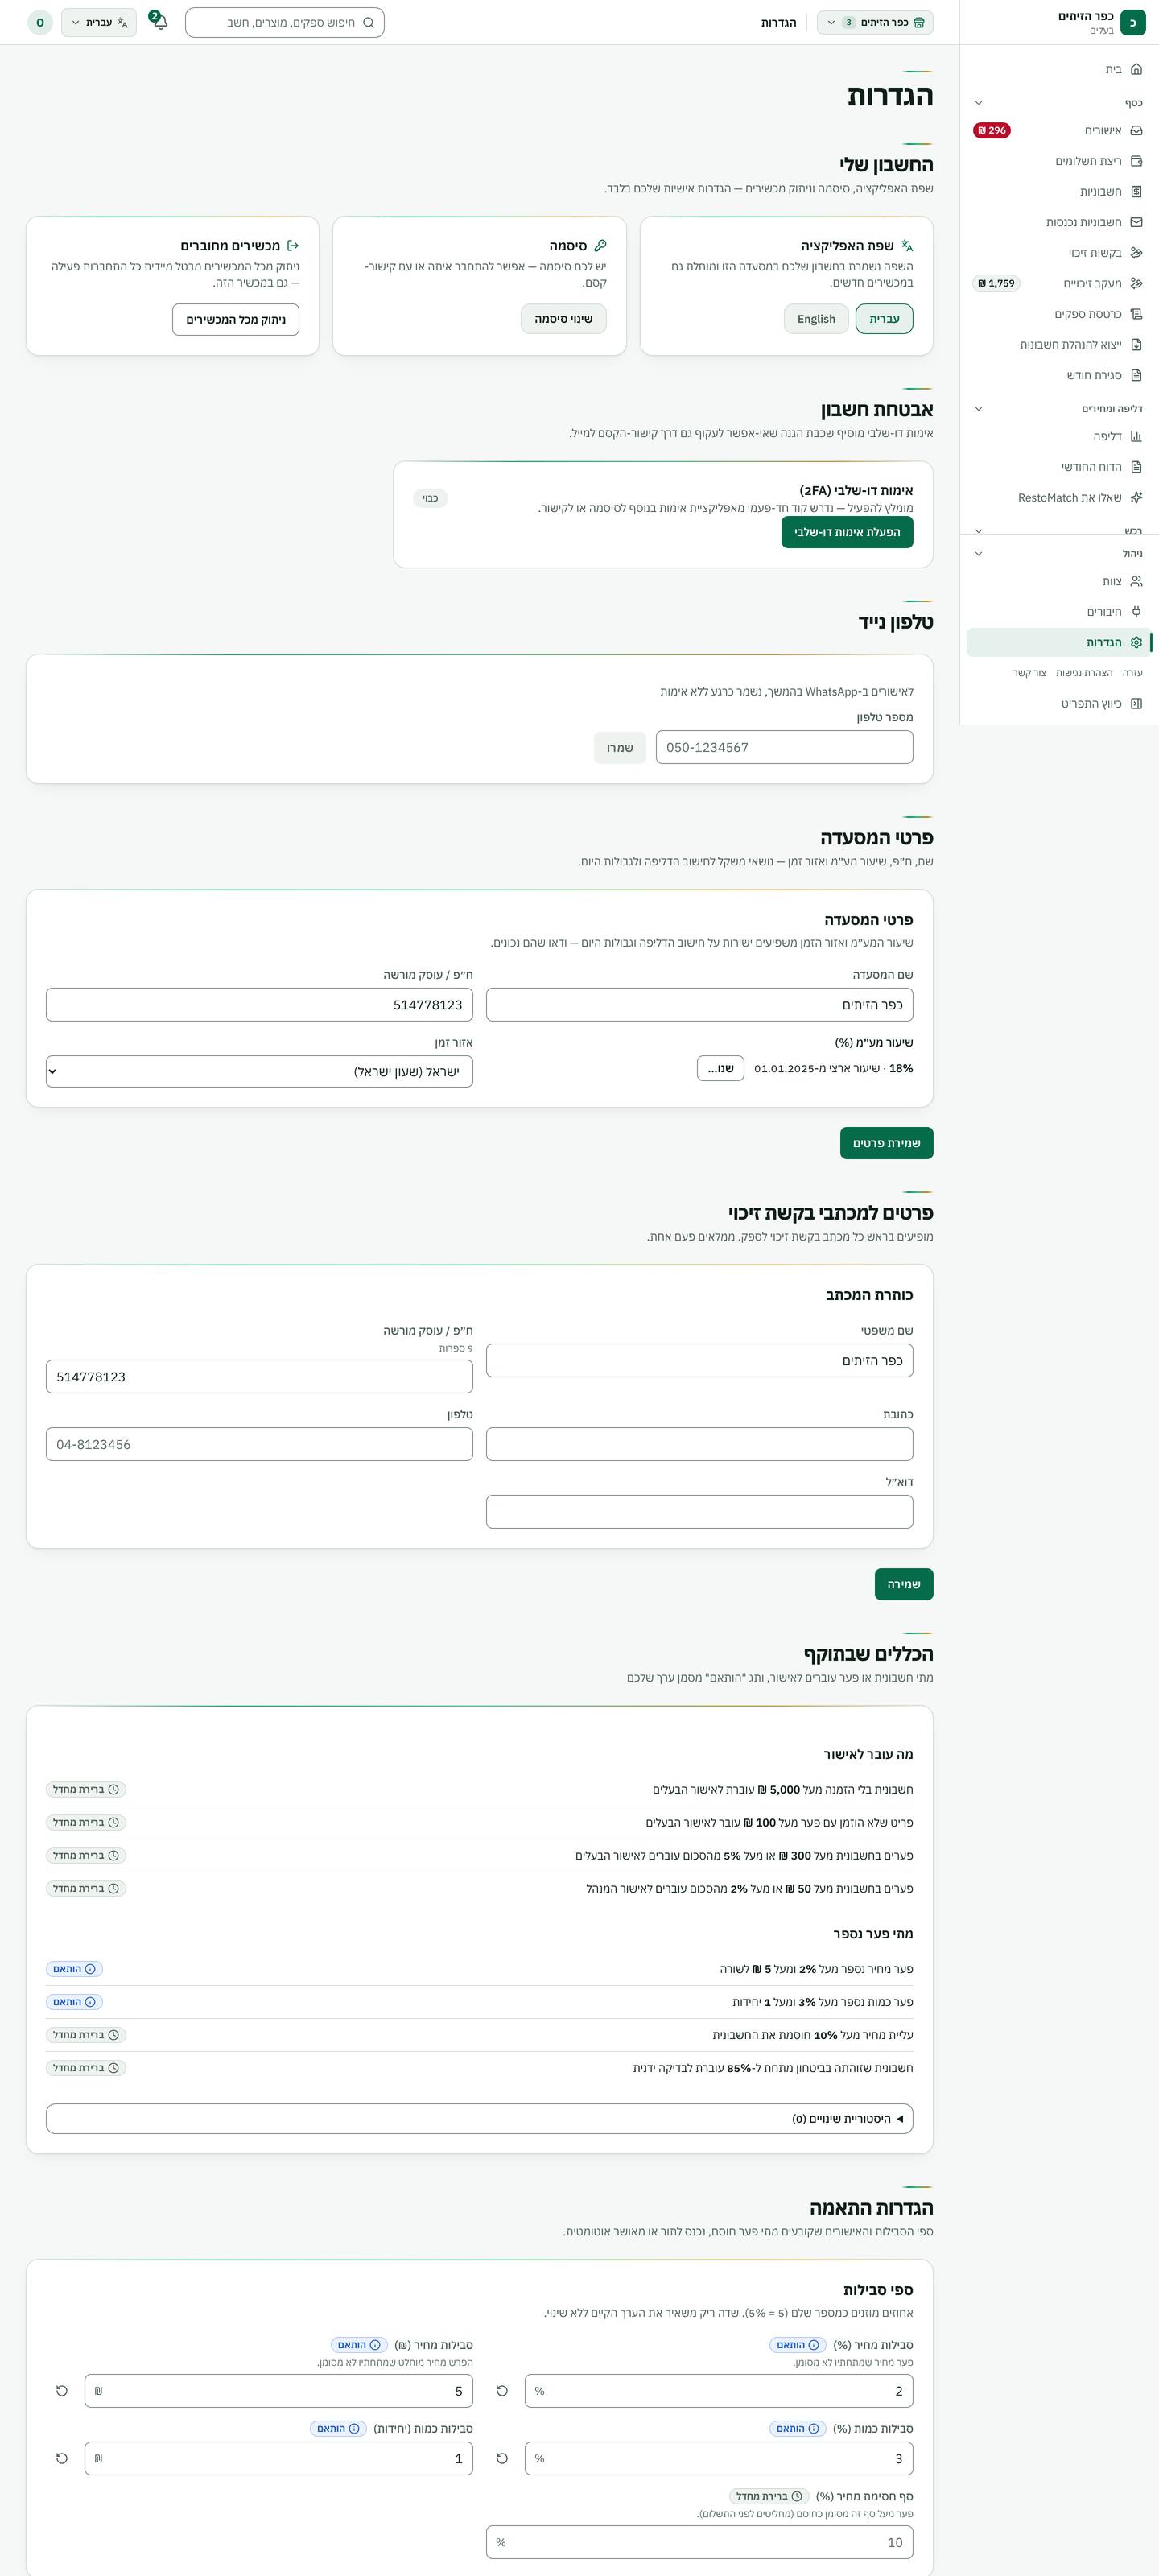 כ
כפר הזיתים
בעלים
כפר הזיתים 3
הגדרות
חיפוש ספקים, מוצרים, חשב
2
עברית
O
בית
כסף
אישורים
296 ₪
ריצת תשלומים
חשבוניות
חשבוניות נכנסות
בקשות זיכוי
מעקב זיכויים
1,759 ₪
כרטסת ספקים
ייצוא להנהלת חשבונות
סגירת חודש
דליפה ומחירים
דליפה
הדוח החודשי
שאלו את RestoMatch
רכש
ניהול
צוות
חיבורים
הגדרות
עזרה הצהרת נגישות צור קשר
כיווץ התפריט
הגדרות
החשבון שלי
שפת האפליקציה, סיסמה וניתוק מכשירים — הגדרות אישיות שלכם בלבד.
שפת האפליקציה
השפה נשמרת בחשבון שלכם במסעדה הזו ומוחלת גם
במכשירים חדשים.
עברית English
סיסמה
יש לכם סיסמה — אפשר להתחבר איתה או עם קישור-
קסם.
שינוי סיסמה
מכשירים מחוברים
ניתוק מכל המכשירים מבטל מיידית כל התחברות פעילה
— גם במכשיר הזה.
ניתוק מכל המכשירים
אבטחת חשבון
אימות דו-שלבי מוסיף שכבת הגנה שאי-אפשר לעקוף גם דרך קישור-הקסם למייל.
אימות דו-שלבי (2FA)
כבוי
מומלץ להפעיל — נדרש קוד חד-פעמי מאפליקציית אימות בנוסף לסיסמה או לקישור.
הפעלת אימות דו-שלבי
טלפון נייד
לאישורים ב-WhatsApp בהמשך, נשמר כרגע ללא אימות
מספר טלפון
050-1234567
שמרו
פרטי המסעדה
שם, ח״פ, שיעור מע״מ ואזור זמן — נושאי משקל לחישוב הדליפה ולגבולות היום.
פרטי המסעדה
שיעור המע״מ ואזור הזמן משפיעים ישירות על חישוב הדליפה וגבולות היום — ודאו שהם נכונים.
שם המסעדה
כפר הזיתים
ח״פ / עוסק מורשה
514778123
שיעור מע״מ (%)
18% · שיעור ארצי מ-01.01.2025 שנו...
אזור זמן
ישראל (שעון ישראל)
שמירת פרטים
פרטים למכתבי בקשת זיכוי
מופיעים בראש כל מכתב בקשת זיכוי לספק. ממלאים פעם אחת.
כותרת המכתב
שם משפטי
כפר הזיתים
ח״פ / עוסק מורשה
9 ספרות
514778123
כתובת
טלפון
04-8123456
דוא״ל
שמירה
הכללים שבתוקף
מתי חשבונית או פער עוברים לאישור, ותג "הותאם" מסמן ערך שלכם
מה עובר לאישור
חשבונית בלי הזמנה מעל 5,000 ₪ עוברת לאישור הבעלים
ברירת מחדל
פריט שלא הוזמן עם פער מעל 100 ₪ עובר לאישור הבעלים
ברירת מחדל
פערים בחשבונית מעל 300 ₪ או מעל 5% מהסכום עוברים לאישור הבעלים
ברירת מחדל
פערים בחשבונית מעל 50 ₪ או מעל 2% מהסכום עוברים לאישור המנהל
ברירת מחדל
מתי פער נספר
פער מחיר נספר מעל 2% ומעל 5 ₪ לשורה
הותאם
פער כמות נספר מעל 3% ומעל 1 יחידות
הותאם
עליית מחיר מעל 10% חוסמת את החשבונית
ברירת מחדל
חשבונית שזוהתה בביטחון מתחת ל-85% עוברת לבדיקה ידנית
ברירת מחדל
היסטוריית שינויים (0)
הגדרות התאמה
ספי הסבילות והאישורים שקובעים מתי פער חוסם, נכנס לתור או מאושר אוטומטית.
ספי סבילות
אחוזים מוזנים כמספר שלם (5 = 5%). שדה ריק משאיר את הערך הקיים ללא שינוי.
סבילות מחיר (%) הותאם
פער מחיר שמתחתיו לא מסומן.
2 %
סבילות מחיר (₪) הותאם
הפרש מחיר מוחלט שמתחתיו לא מסומן.
5 ₪
סבילות כמות (%) הותאם
3 %
סבילות כמות (יחידות) הותאם
1 ₪
סף חסימת מחיר (%) ברירת מחדל
פער מעל סף זה מסומן כחוסם (מחליטים לפני התשלום).
10 %